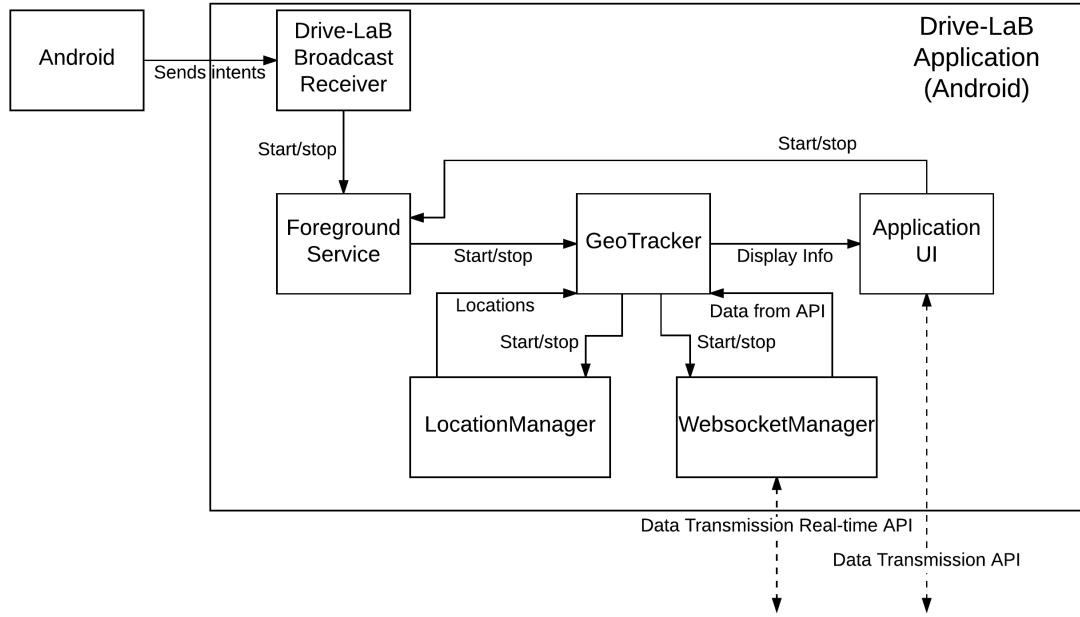 Drive-LaB
Application
(Android)
Android
Sends intents
Drive-LaB
Broadcast
Receiver
Start/stop
Start/stop
Foreground
Service
Start/stop
GeoTracker
Display Info
Application
UI
Locations
Data from API
Start/stop
Start/stop
LocationManager
WebsocketManager
Data Transmission Real-time API
Data Transmission API